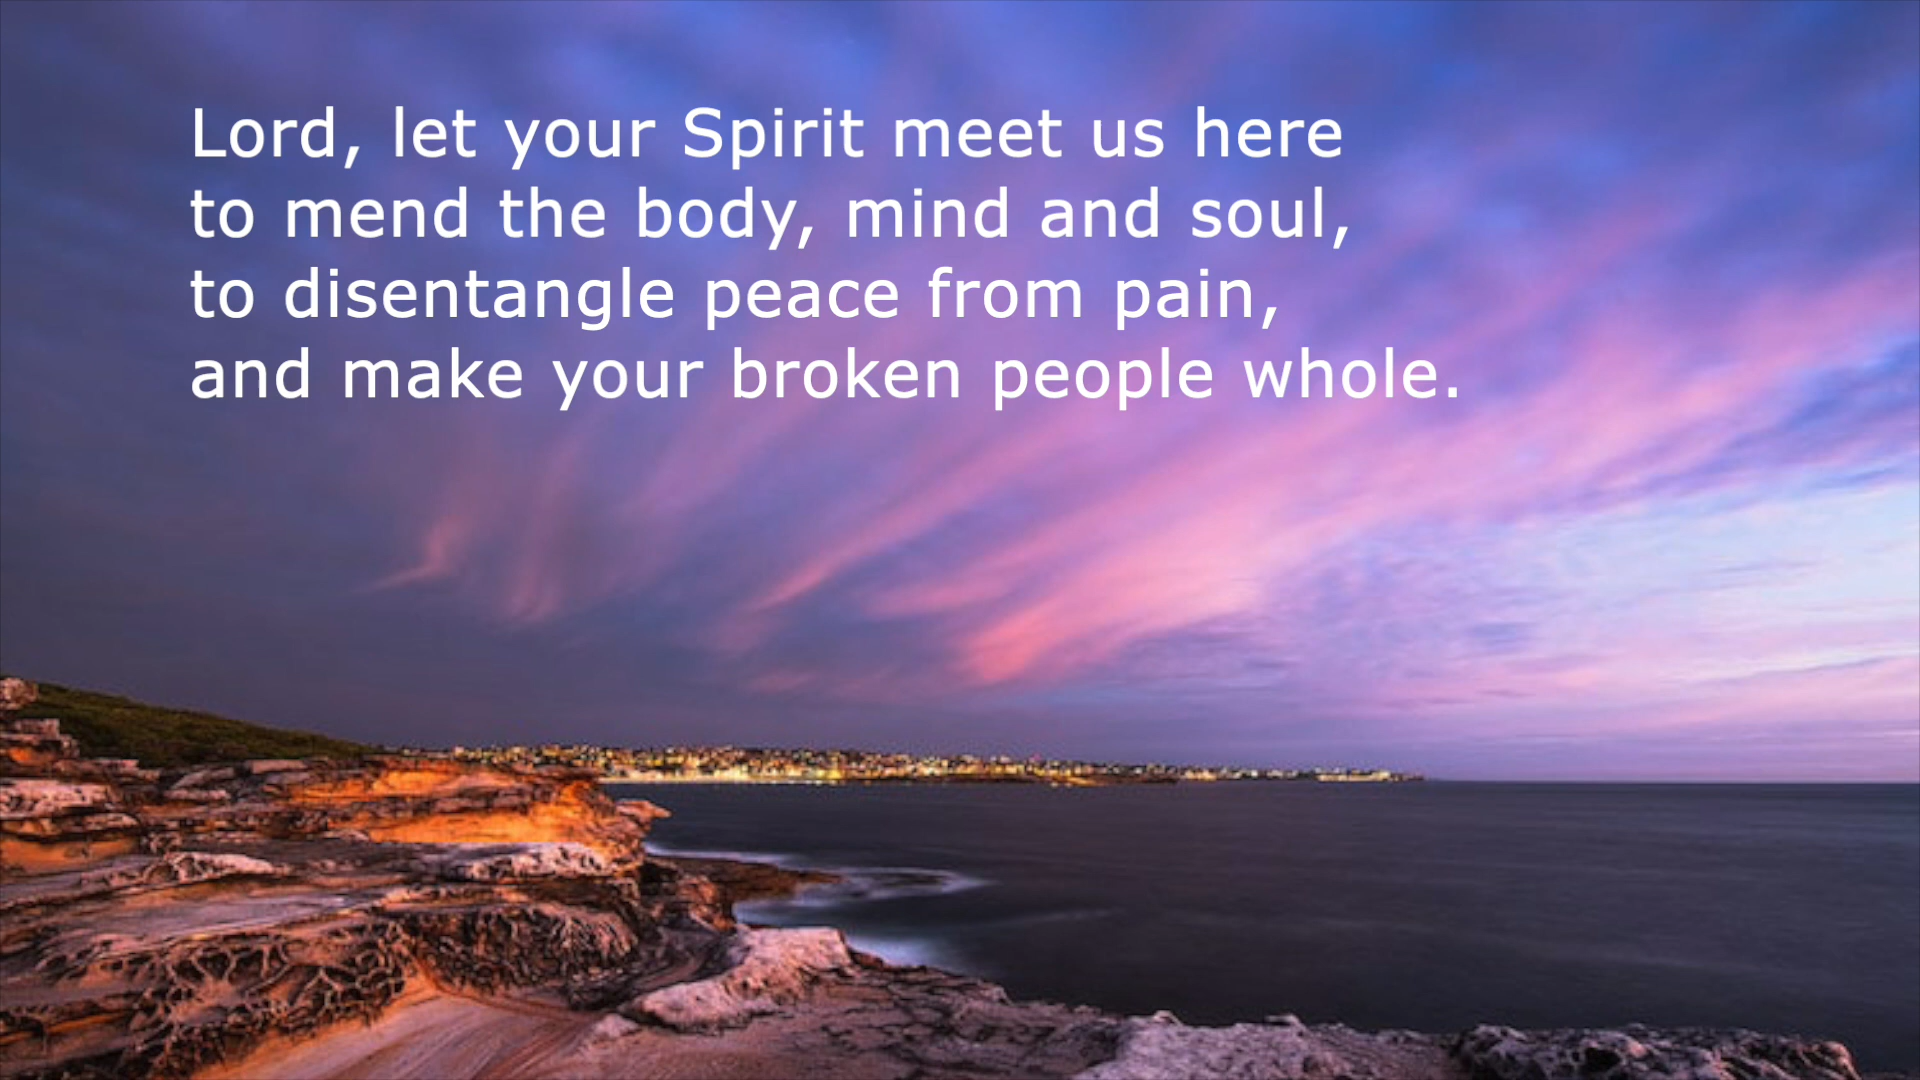 Lord, let your Spirit meet us here
to mend the body, mind and soul,
to disentangle peace from pain,
and make your broken people whole.